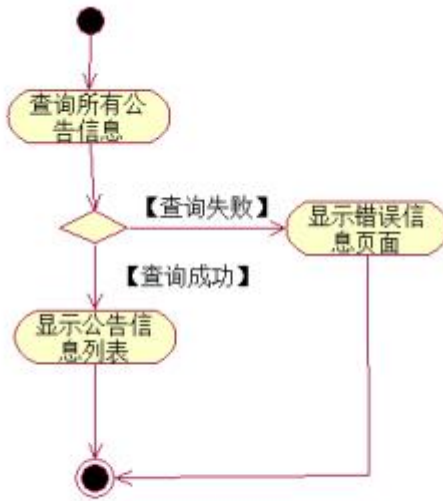 查询所有公
告信息
【查询失败】
显示错误信
息页面
【查询成功】
显示公告信
息列表